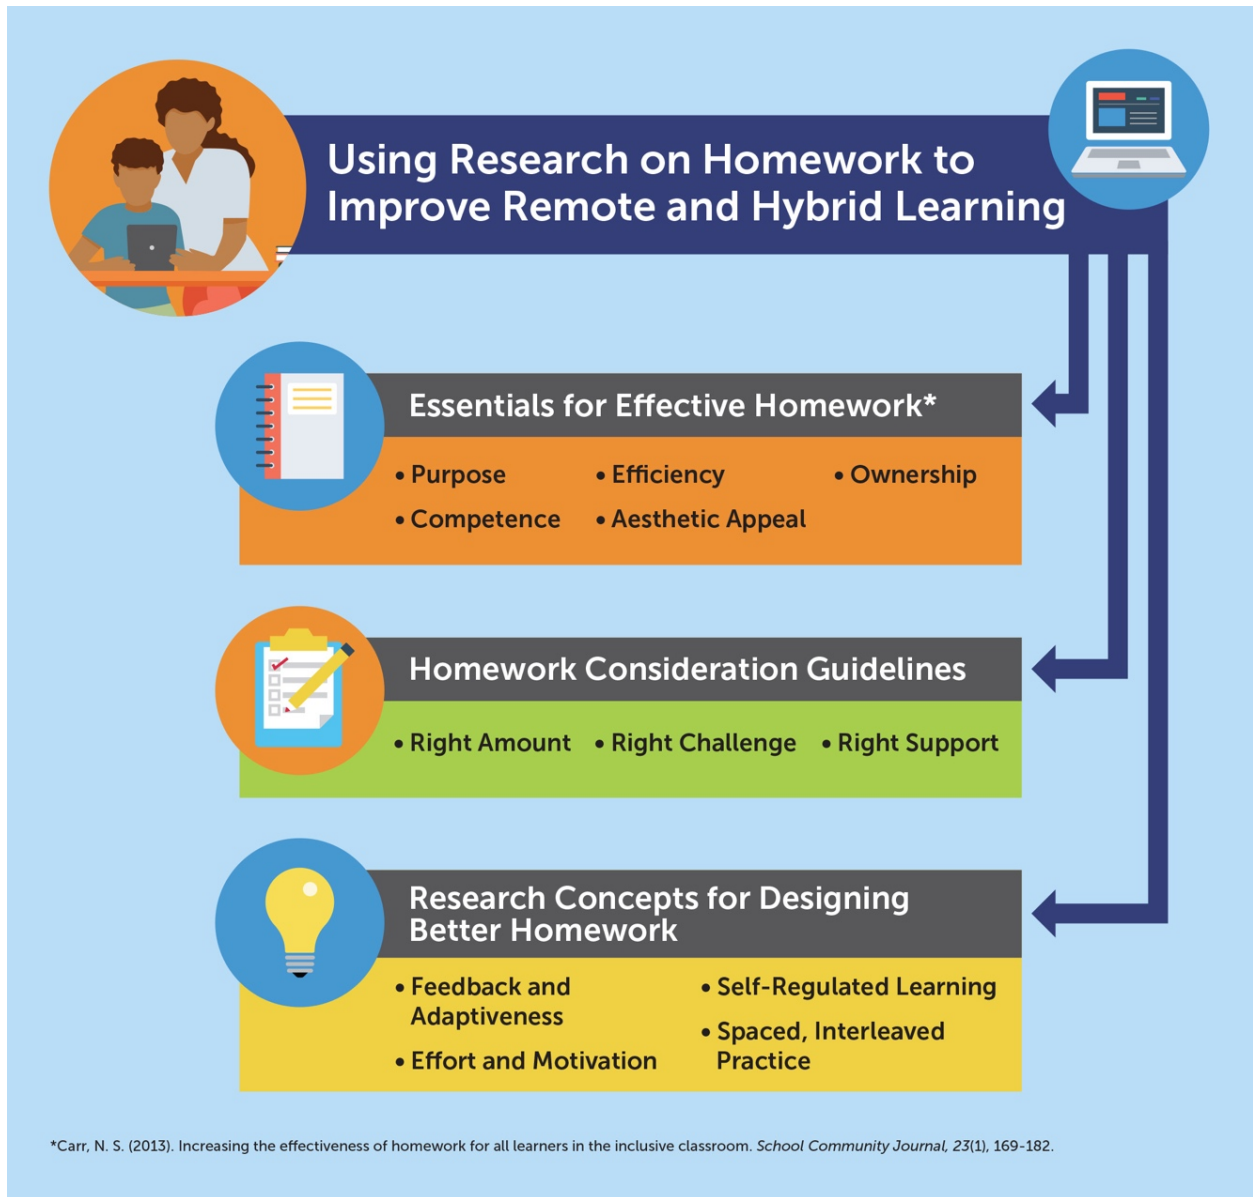 Using Research on Homework to
Improve Remote and Hybrid Learning
Essentials for Effective Homework*
• Purpose
• Efficiency
• Ownership
• Competence
• Aesthetic Appeal
Homework Consideration Guidelines
• Right Amount
• Right Challenge
• Right Support
Research Concepts for Designing
Better Homework
• Feedback and
Adaptiveness
• Effort and Motivation
• Self-Regulated Learning
• Spaced, Interleaved
Practice
*Carr, N. S. (2013). Increasing the effectiveness of homework for all learners in the inclusive classroom. School Community Journal, 23(1), 169-182.